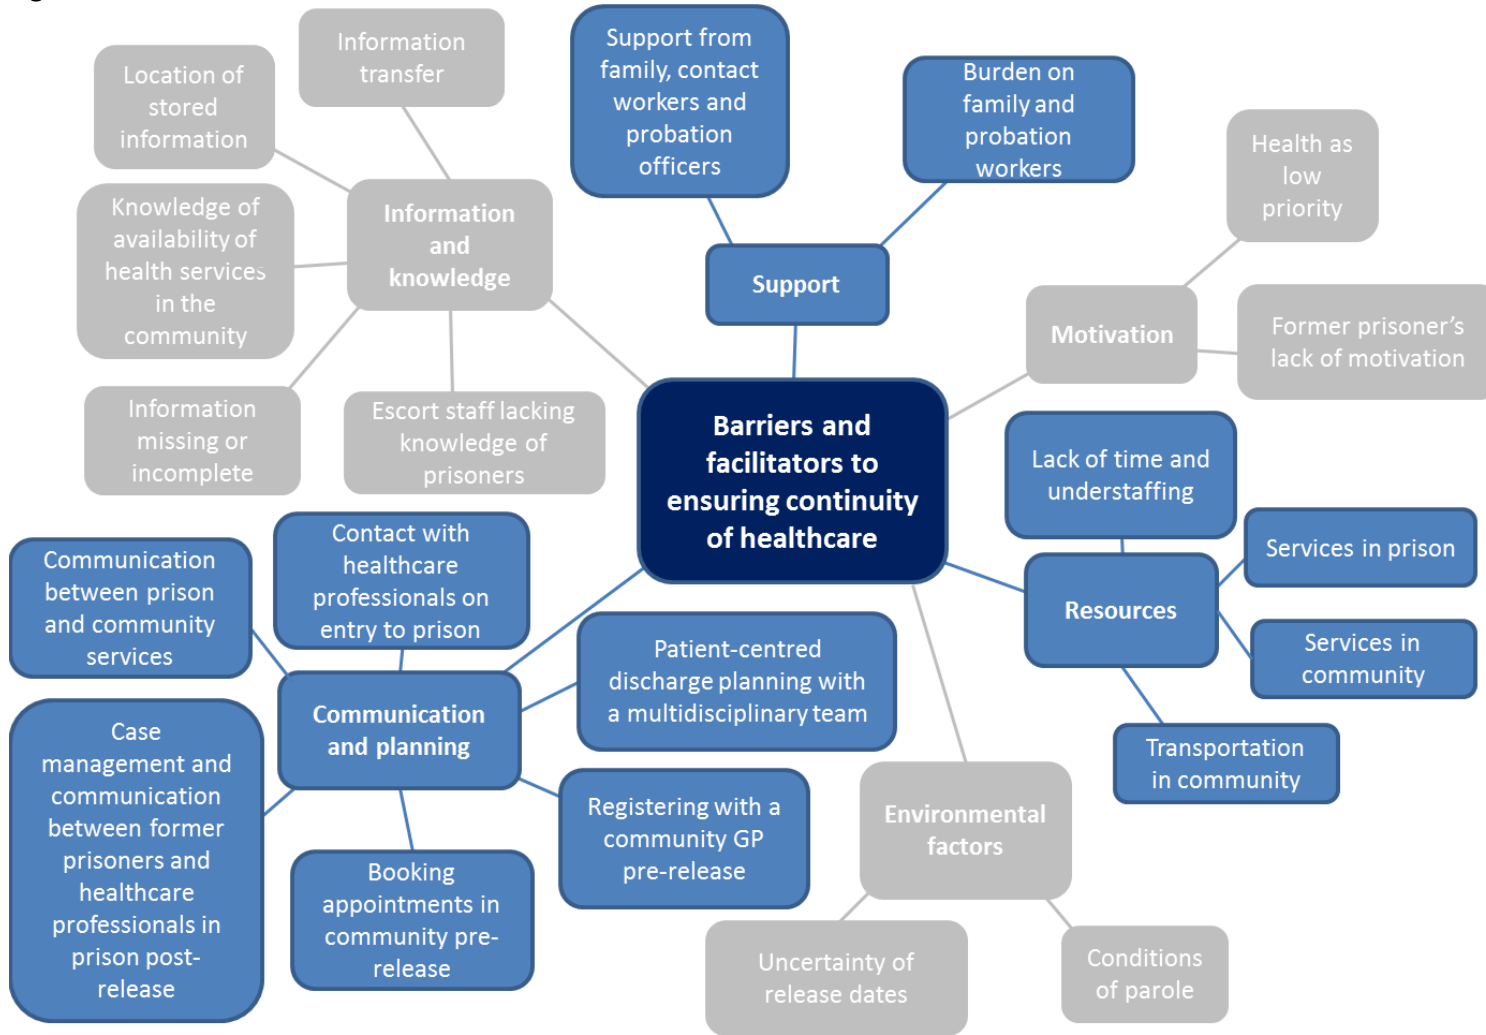 Information
transfer
Location of
stored
information
Knowledge of
availability of
health services
in the
community
Information
missing or
incomplete
Escort staff lacking
knowledge of
prisoners
Information
and
knowledge
Support from
family, contact
workers and
probation
officers
Burden on
family and
probation
workers
Support
Health as
low
priority
Motivation
Former prisoner’s
lack of motivation
Barriers and
facilitators to
ensuring continuity
of healthcare
Lack of time and
understaffing
Services in prison
Resources
Services in
community
Transportation
in community
Communication
between prison
and community
services
Contact with
healthcare
professionals on
entry to prison
Patient-centred
discharge planning with
a multidisciplinary team
Communication
and planning
Case
management and
communication
between former
prisoners and
healthcare
professionals in
prison post-
release
Booking
appointments in
community pre-
release
Registering with a
community GP
pre-release
Environmental
factors
Uncertainty of
release dates
Conditions
of parole